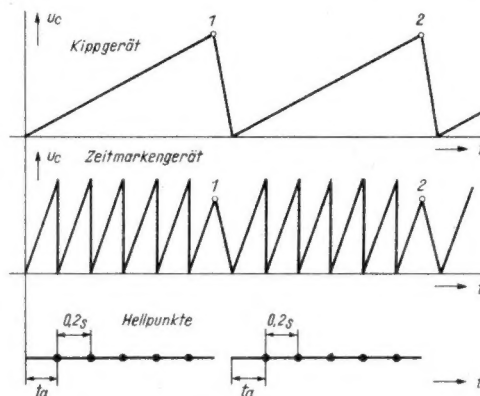 u_c 1 2
Kippgerät
t
u_c Zeitmarkengerät
1 2
t
0,2s Hellpunkte 0,2s
t_a t_a t